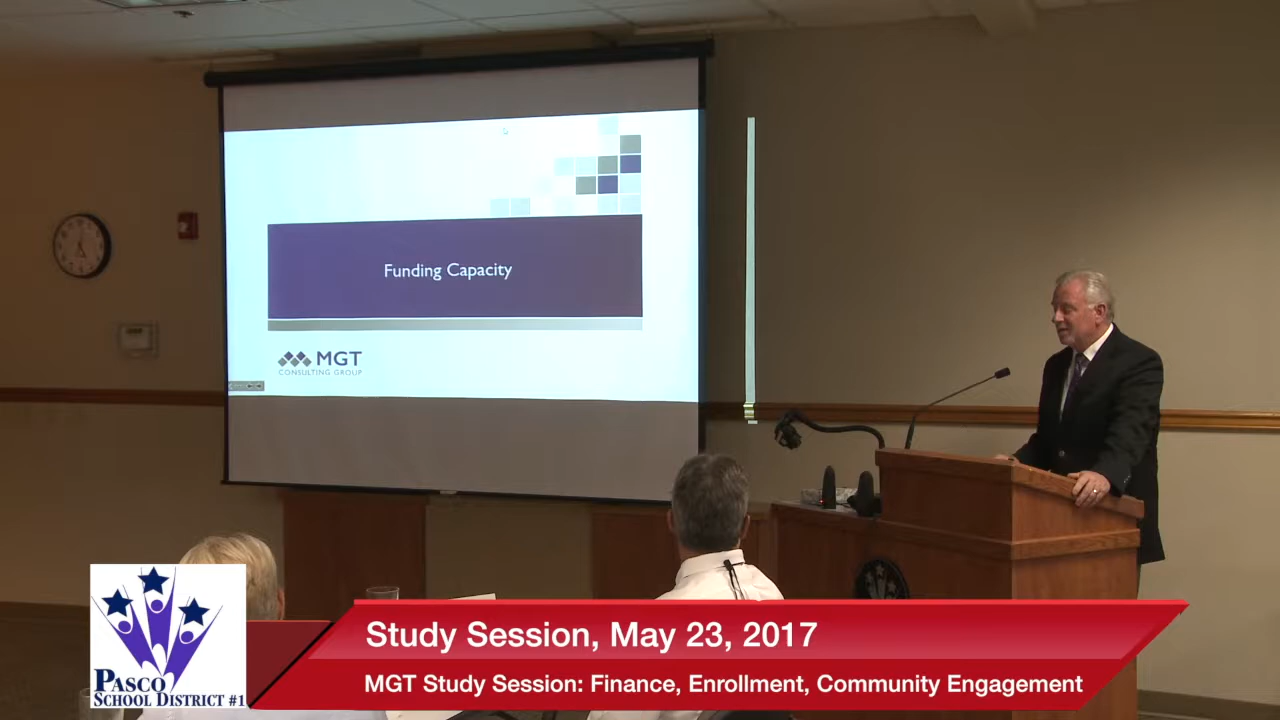 Funding Capacity
MGT
CONSULTING GROUP
Study Session, May 23, 2017
MGT Study Session: Finance, Enrollment, Community Engagement
PASCO
SCHOOL DISTRICT #1